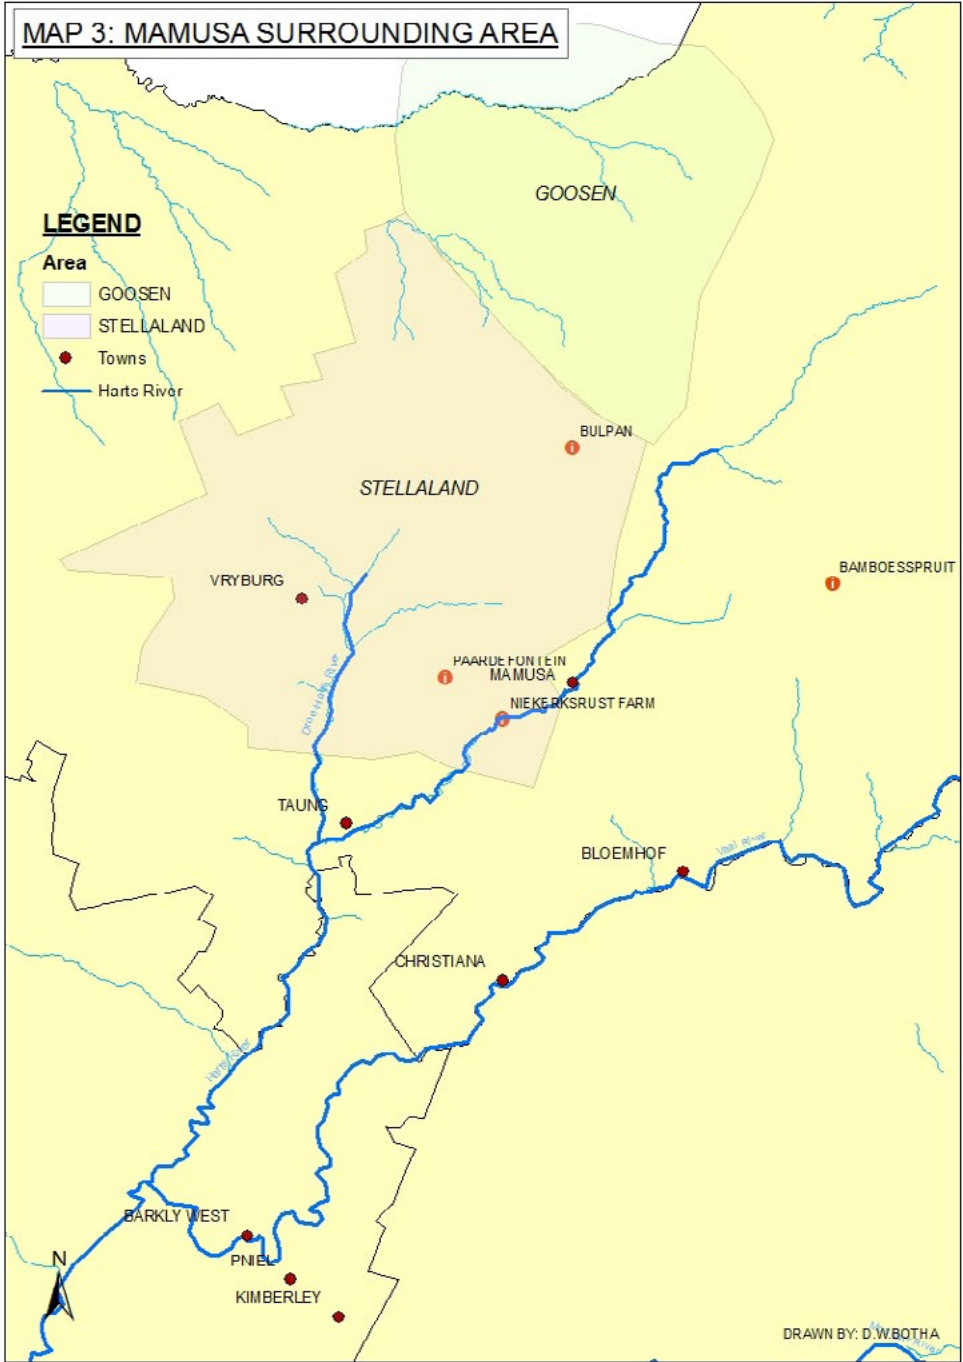 MAP 3: MAMUSA SURROUNDING AREA
GOOSEN
LEGEND
Area
GOOSEN
STELLALAND
Towns
Harts River
BULPAN
STELLALAND
VRYBURG
BAMBOESSPRUIT
PAARDEFONTEIN
MAMUSA
NIEKERKSRUST FARM
TAUNG
Vaal River
BLOEMHOF
CHRISTIANA
Harts River
BARKLY WEST
PNIEL
N
KIMBERLEY
DRAWN BY: D.W.BOTHA